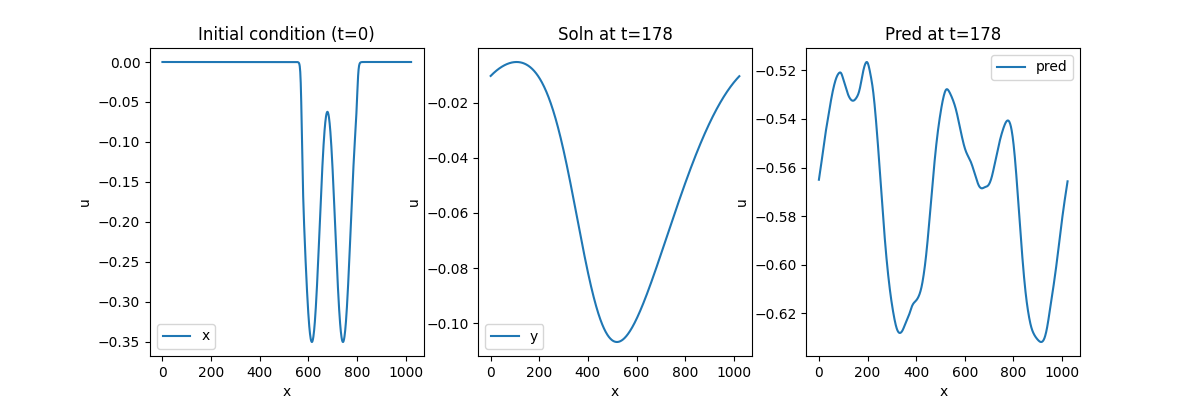 Initial condition (t=0)
0.00
−0.05
−0.10
−0.15
−0.20
−0.25
−0.30
−0.35
u
x
0 200 400 600 800 1000
x
Soln at t=178
−0.02
−0.04
−0.06
−0.08
−0.10
u
y
0 200 400 600 800 1000
x
Pred at t=178
−0.52
−0.54
−0.56
−0.58
−0.60
−0.62
u
pred
0 200 400 600 800 1000
x